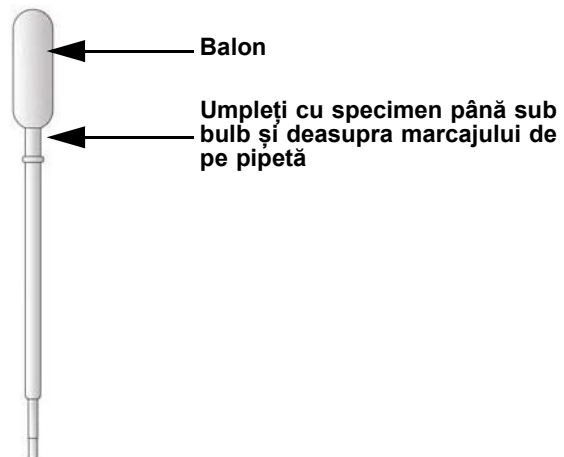 Balon
Umpleți cu specimen până sub
bulb și deasupra marcajului de
pe pipetă